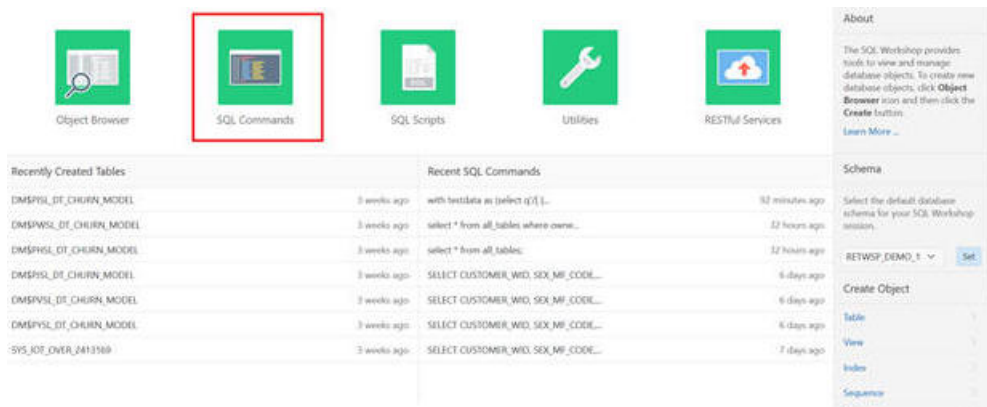 Object Browser
SQL Commands
SQL Scripts
Utilities
RESTful Services
About
The SQL Workshop provides
tools to view and manage
database objects. To create new
database objects, click Object
Browser icon and then click the
Create button.
Learn More ...
Recently Created Tables
DM$PISL_DT_CHURN_MODEL 3 weeks ago
DM$PWSL_DT_CHURN_MODEL 3 weeks ago
DM$PHSL_DT_CHURN_MODEL 3 weeks ago
DM$PJSL_DT_CHURN_MODEL 3 weeks ago
DM$PVSL_DT_CHURN_MODEL 3 weeks ago
DM$PYSL_DT_CHURN_MODEL 3 weeks ago
SYS_IOT_OVER_2413569 3 weeks ago
Recent SQL Commands
with testdata as (select 92 minutes ago
select * from all_tables where owne... 32 hours ago
select * from all_tables; 32 hours ago
SELECT CUSTOMER_WID, SEX_MF_CODE,... 6 days ago
SELECT CUSTOMER_WID, SEX_MF_CODE,... 6 days ago
SELECT CUSTOMER_WID, SEX_MF_CODE,... 6 days ago
SELECT CUSTOMER_WID, SEX_MF_CODE,... 7 days ago
Schema
Select the default database
schema for your SQL Workshop
session.
RETWSP_DEMO_1 Set
Create Object
Table
View
Index
Sequence